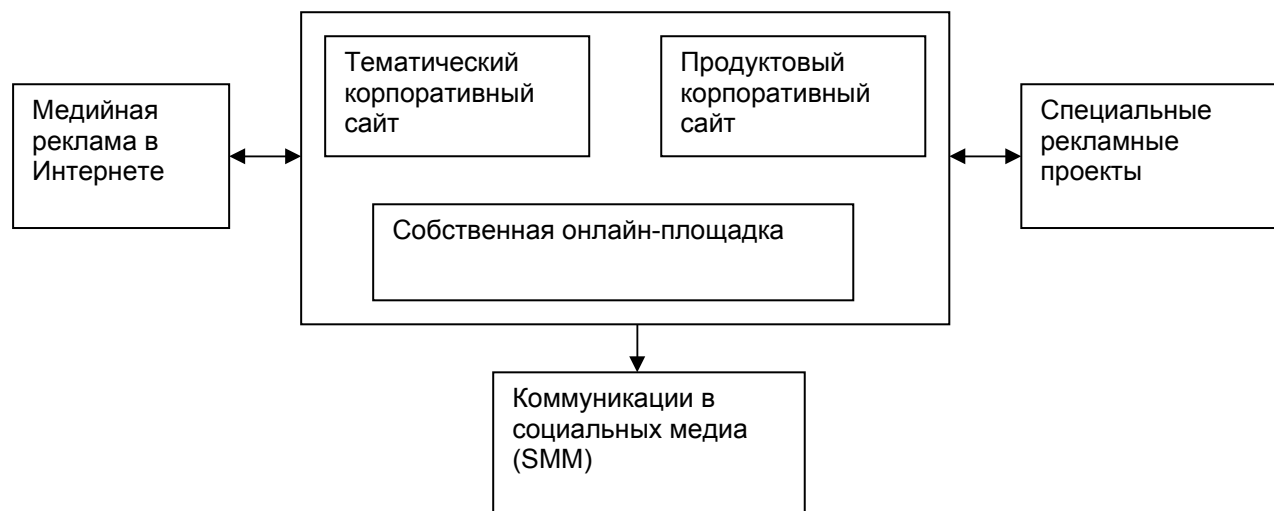 Тематический
корпоративный
сайт
Продуктовый
корпоративный
сайт
Медийная
реклама в
Интернете
Специальные
рекламные
проекты
Собственная онлайн-площадка
Коммуникации в
социальных медиа
(SMM)